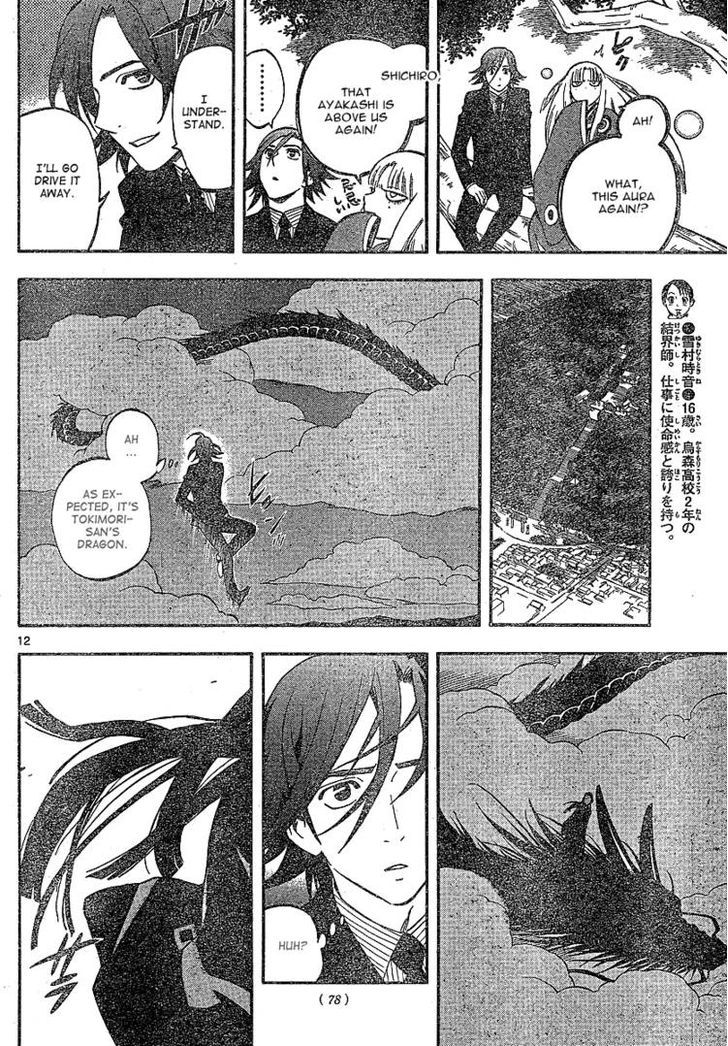 AH!
WHAT,
THIS AURA
AGAIN!?
SHICHIRO,
THAT
AYAKASHI IS
ABOVE US
AGAIN!
........
I
UNDER-
STAND.
I'LL GO
DRIVE IT
AWAY.
雪村時音
16歳。烏森高校2年の
結界師。仕事に使命感と誇りを持つ。
AH
...
AS EX-
PECTED, IT'S
TOKIMORI-
SAN'S
DRAGON.
12
HUH?
( 78 )